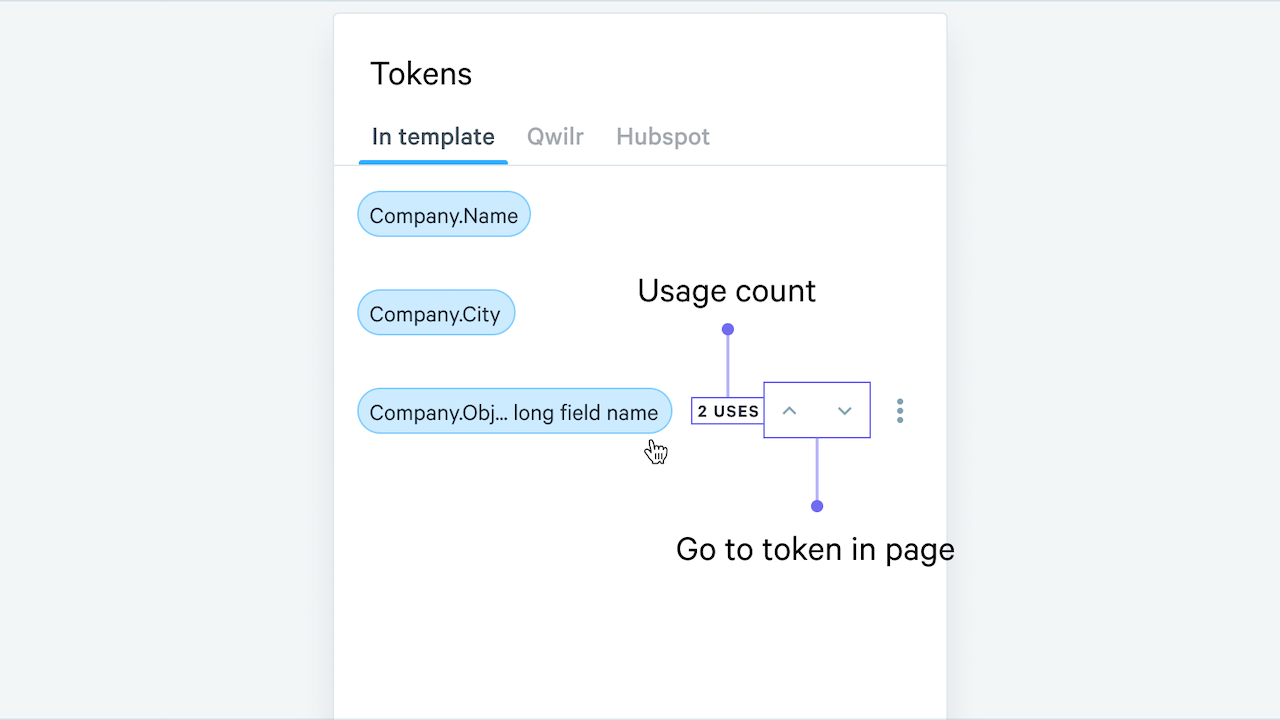 Tokens
In template
Qwilr
Hubspot
Company.Name
Usage count
Company.City
Company.Obj... long field name
2 USES
Go to token in page